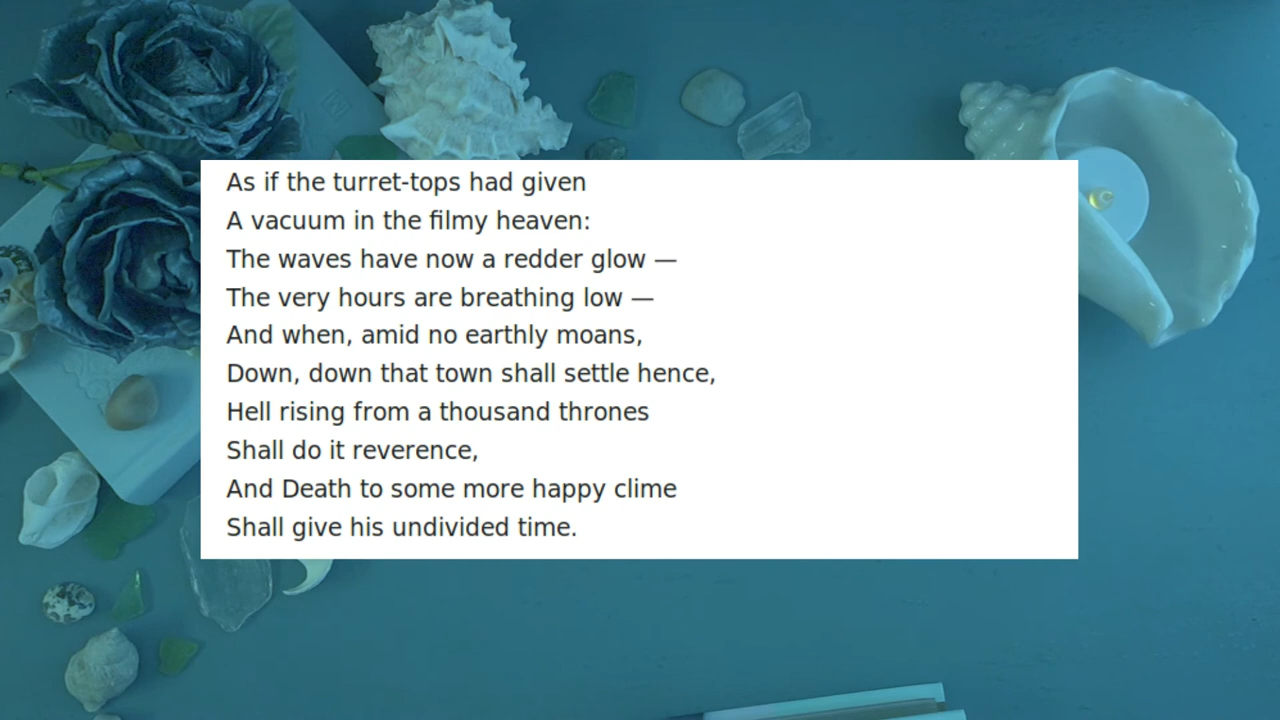 As if the turret-tops had given
A vacuum in the filmy heaven:
The waves have now a redder glow —
The very hours are breathing low —
And when, amid no earthly moans,
Down, down that town shall settle hence,
Hell rising from a thousand thrones
Shall do it reverence,
And Death to some more happy clime
Shall give his undivided time.